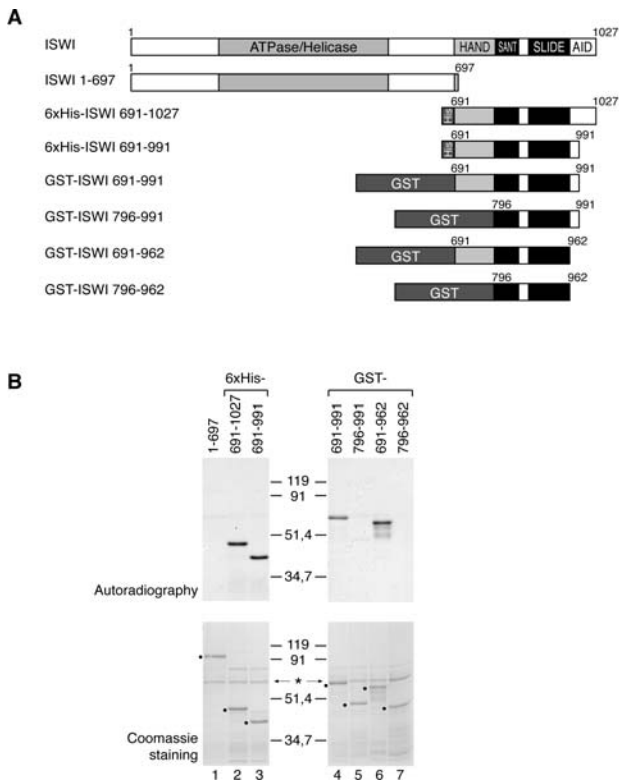 A
1 1027
ISWI ATPase/Helicase HAND SANT SLIDE AID
1 697
ISWI 1-697
691 1027
6xHis-ISWI 691-1027 His
691 991
6xHis-ISWI 691-991 His
691 991
GST-ISWI 691-991 GST
796 991
GST-ISWI 796-991 GST
691 962
GST-ISWI 691-962 GST
796 962
GST-ISWI 796-962 GST
B
6xHis- GST-
1-697 691-1027 691-991 691-991 796-991 691-962 796-962
119
91
51,4
34,7
Autoradiography
119
91
*
51,4
34,7
Coomassie
staining
1 2 3 4 5 6 7